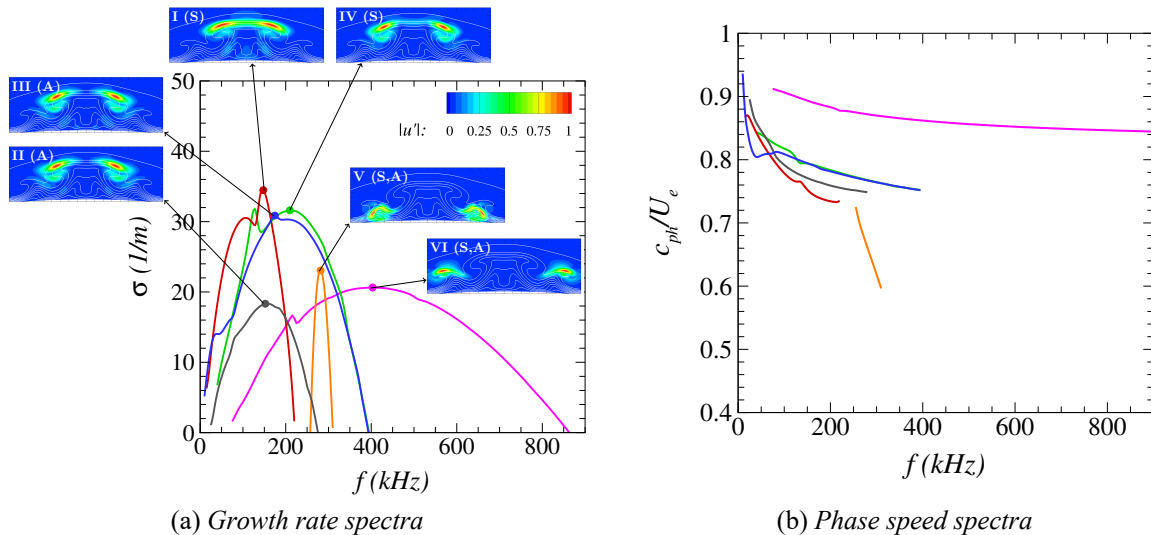 I (S)
IV (S)
III (A)
II (A)
V (S,A)
VI (S,A)
|u'|: 0 0.25 0.5 0.75 1
50
40
30
20
10
0
σ (1/m)
0 200 400 600 800
f (kHz)
(a) Growth rate spectra
1
0.9
0.8
0.7
0.6
0.5
0.4
c_ph/U_e
0 200 400 600 800
f (kHz)
(b) Phase speed spectra